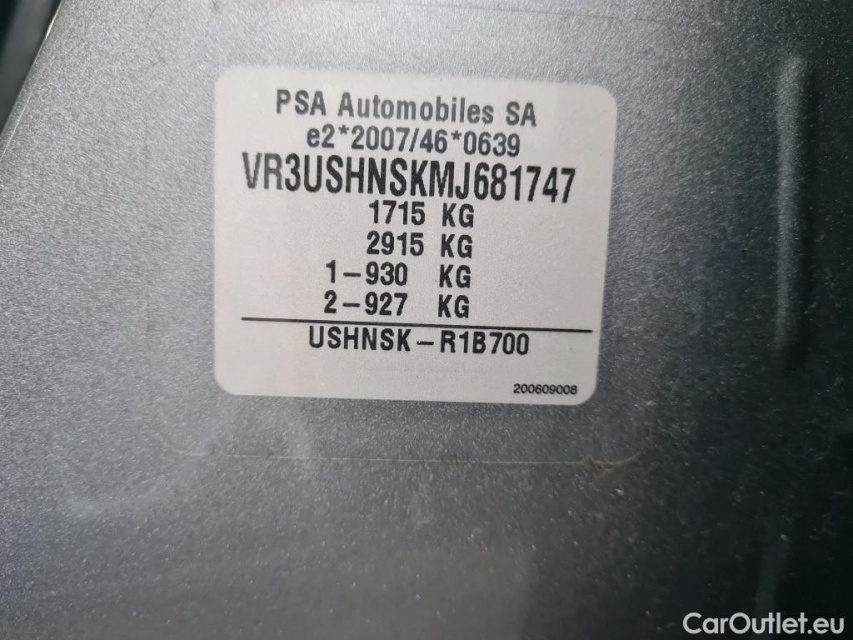 PSA Automobiles SA
e2*2007/46*0639
VR3USHNSKMJ681747
1715 KG
2915 KG
1-930 KG
2-927 KG
USHNSK-R1B700
200609008
CarOutlet.eu